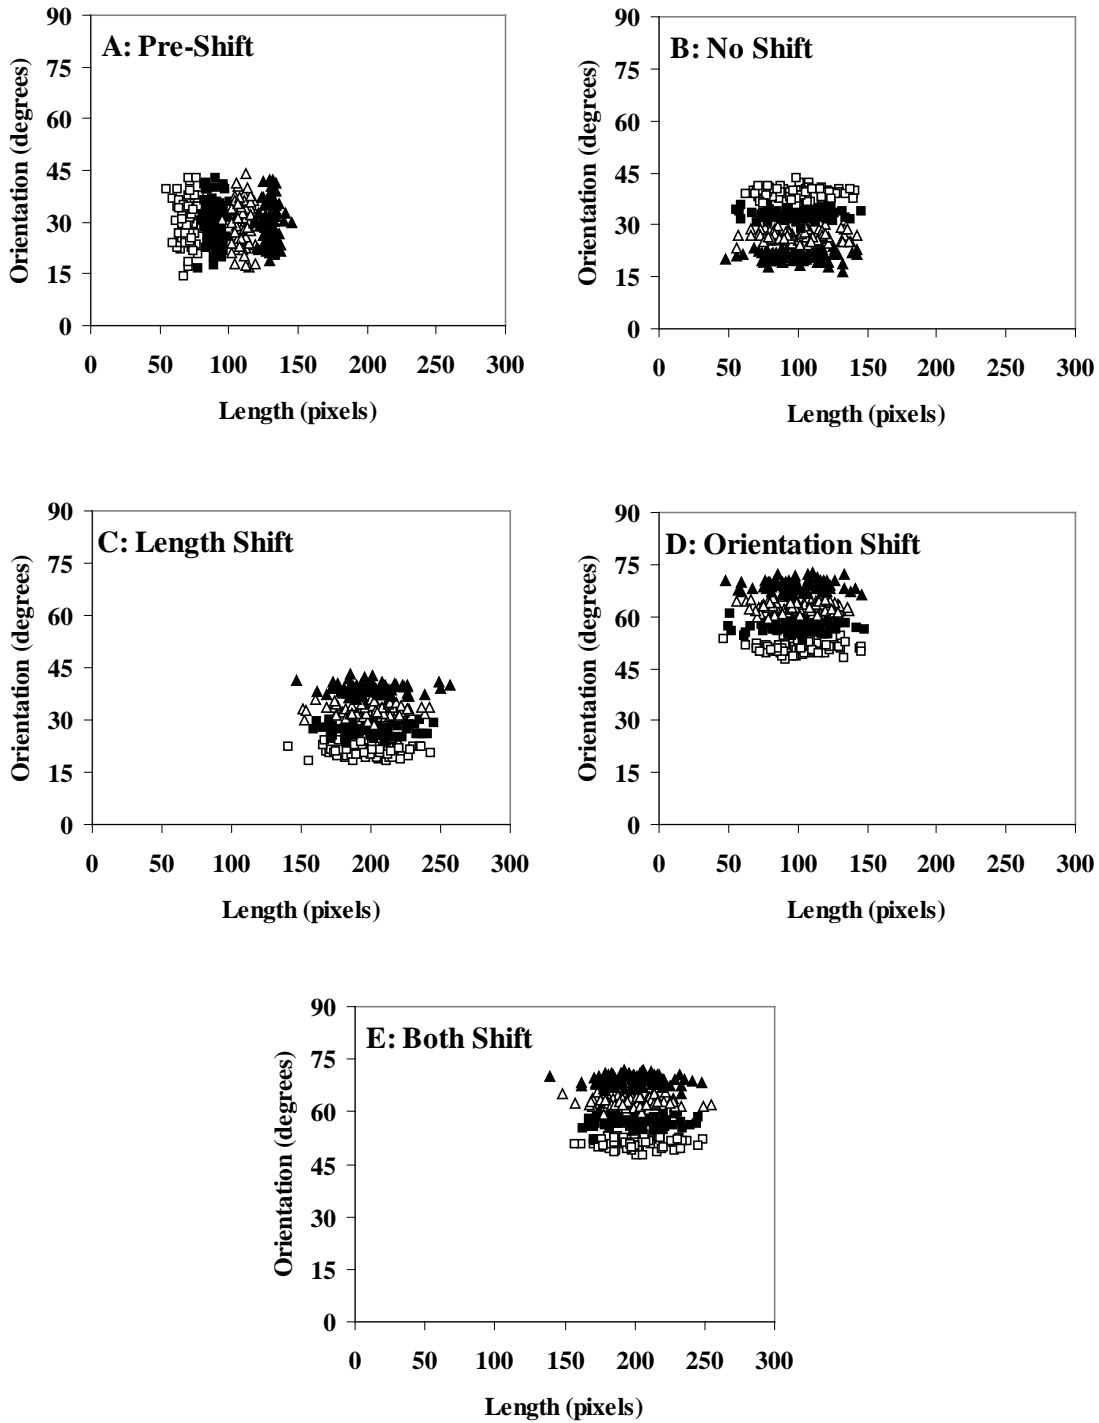 A: Pre-Shift
Orientation (degrees)
90
75
60
45
30
15
0
0 50 100 150 200 250 300
Length (pixels)
B: No Shift
Orientation (degrees)
90
75
60
45
30
15
0
0 50 100 150 200 250 300
Length (pixels)
C: Length Shift
Orientation (degrees)
90
75
60
45
30
15
0
0 50 100 150 200 250 300
Length (pixels)
D: Orientation Shift
Orientation (degrees)
90
75
60
45
30
15
0
0 50 100 150 200 250 300
Length (pixels)
E: Both Shift
Orientation (degrees)
90
75
60
45
30
15
0
0 50 100 150 200 250 300
Length (pixels)